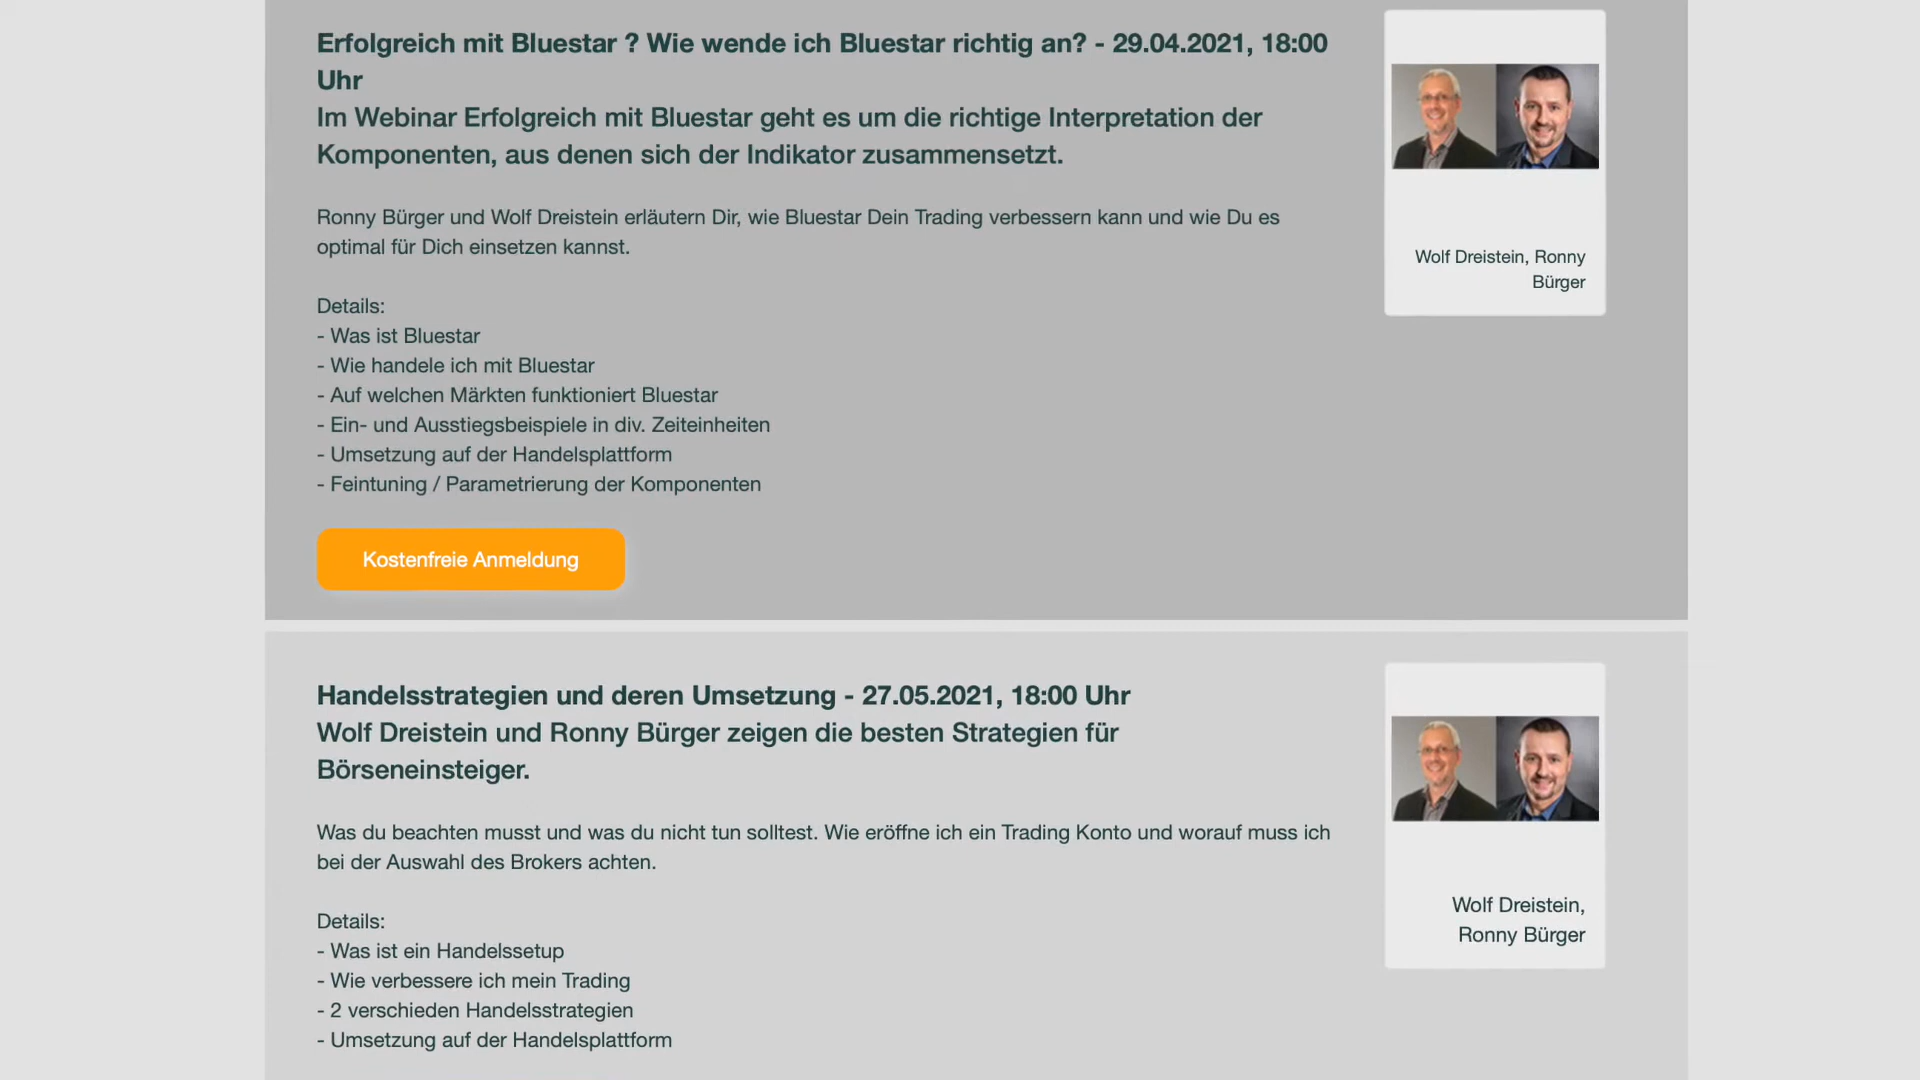 Erfolgreich mit Bluestar ? Wie wende ich Bluestar richtig an? - 29.04.2021, 18:00
Uhr
Im Webinar Erfolgreich mit Bluestar geht es um die richtige Interpretation der
Komponenten, aus denen sich der Indikator zusammensetzt.
Ronny Bürger und Wolf Dreistein erläutern Dir, wie Bluestar Dein Trading verbessern kann und wie Du es
optimal für Dich einsetzen kannst.
Details:
- Was ist Bluestar
- Wie handele ich mit Bluestar
- Auf welchen Märkten funktioniert Bluestar
- Ein- und Ausstiegsbeispiele in div. Zeiteinheiten
- Umsetzung auf der Handelsplattform
- Feintuning / Parametrierung der Komponenten
Kostenfreie Anmeldung
Wolf Dreistein, Ronny
Bürger
Handelsstrategien und deren Umsetzung - 27.05.2021, 18:00 Uhr
Wolf Dreistein und Ronny Bürger zeigen die besten Strategien für
Börseneinsteiger.
Was du beachten musst und was du nicht tun solltest. Wie eröffne ich ein Trading Konto und worauf muss ich
bei der Auswahl des Brokers achten.
Details:
- Was ist ein Handelssetup
- Wie verbessere ich mein Trading
- 2 verschieden Handelsstrategien
- Umsetzung auf der Handelsplattform
Wolf Dreistein,
Ronny Bürger